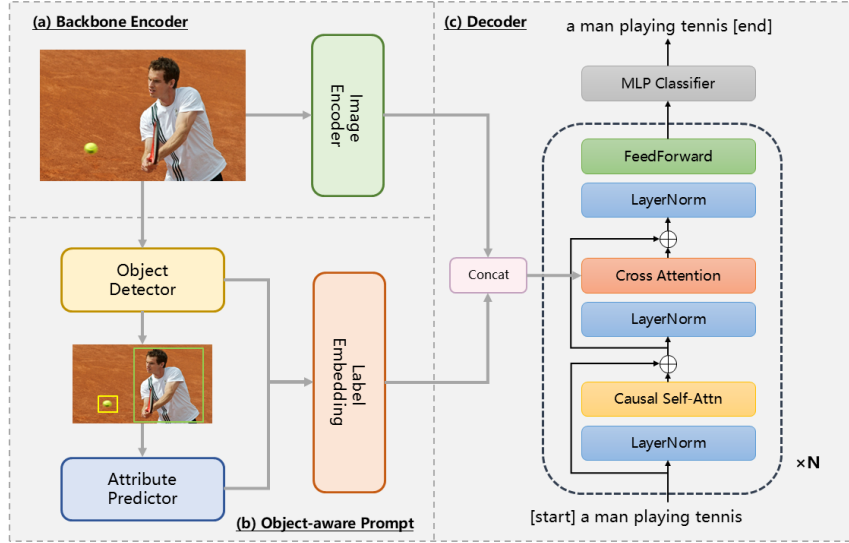 (a) Backbone Encoder
Image
Encoder
Object
Detector
Attribute
Predictor
Label
Embedding
(b) Object-aware Prompt
Concat
(c) Decoder
a man playing tennis [end]
MLP Classifier
FeedForward
LayerNorm
Cross Attention
LayerNorm
Causal Self-Attn
LayerNorm
×N
[start] a man playing tennis